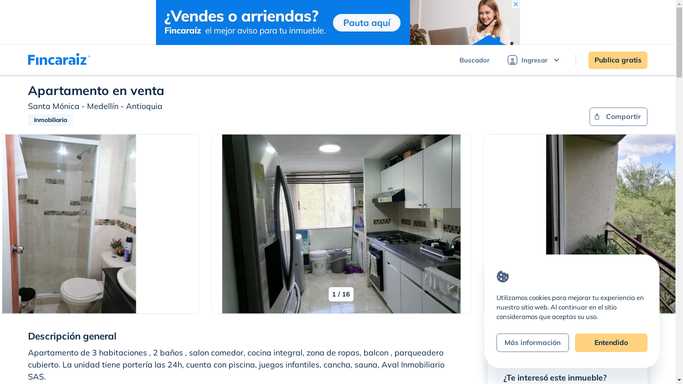 ¿Vendes o arriendas?
Fincaraíz el mejor aviso para tu inmueble.
Pauta aquí
Fincaraíz
Buscador
Ingresar
Publica gratis
Apartamento en venta
Santa Mónica - Medellín - Antioquia
Inmobiliaria
Compartir
1 / 16
Utilizamos cookies para mejorar tu experiencia en
nuestro sitio web. Al continuar en el sitio
consideramos que aceptas su uso.
Más información
Entendido
Descripción general
Apartamento de 3 habitaciones , 2 baños , salon comedor, cocina integral, zona de ropas, balcon , parqueadero
cubierto. La unidad tiene portería las 24h, cuenta con piscina, juegos infantiles, cancha, sauna, Aval Inmobiliario
SAS.
¿Te interesó este inmueble?